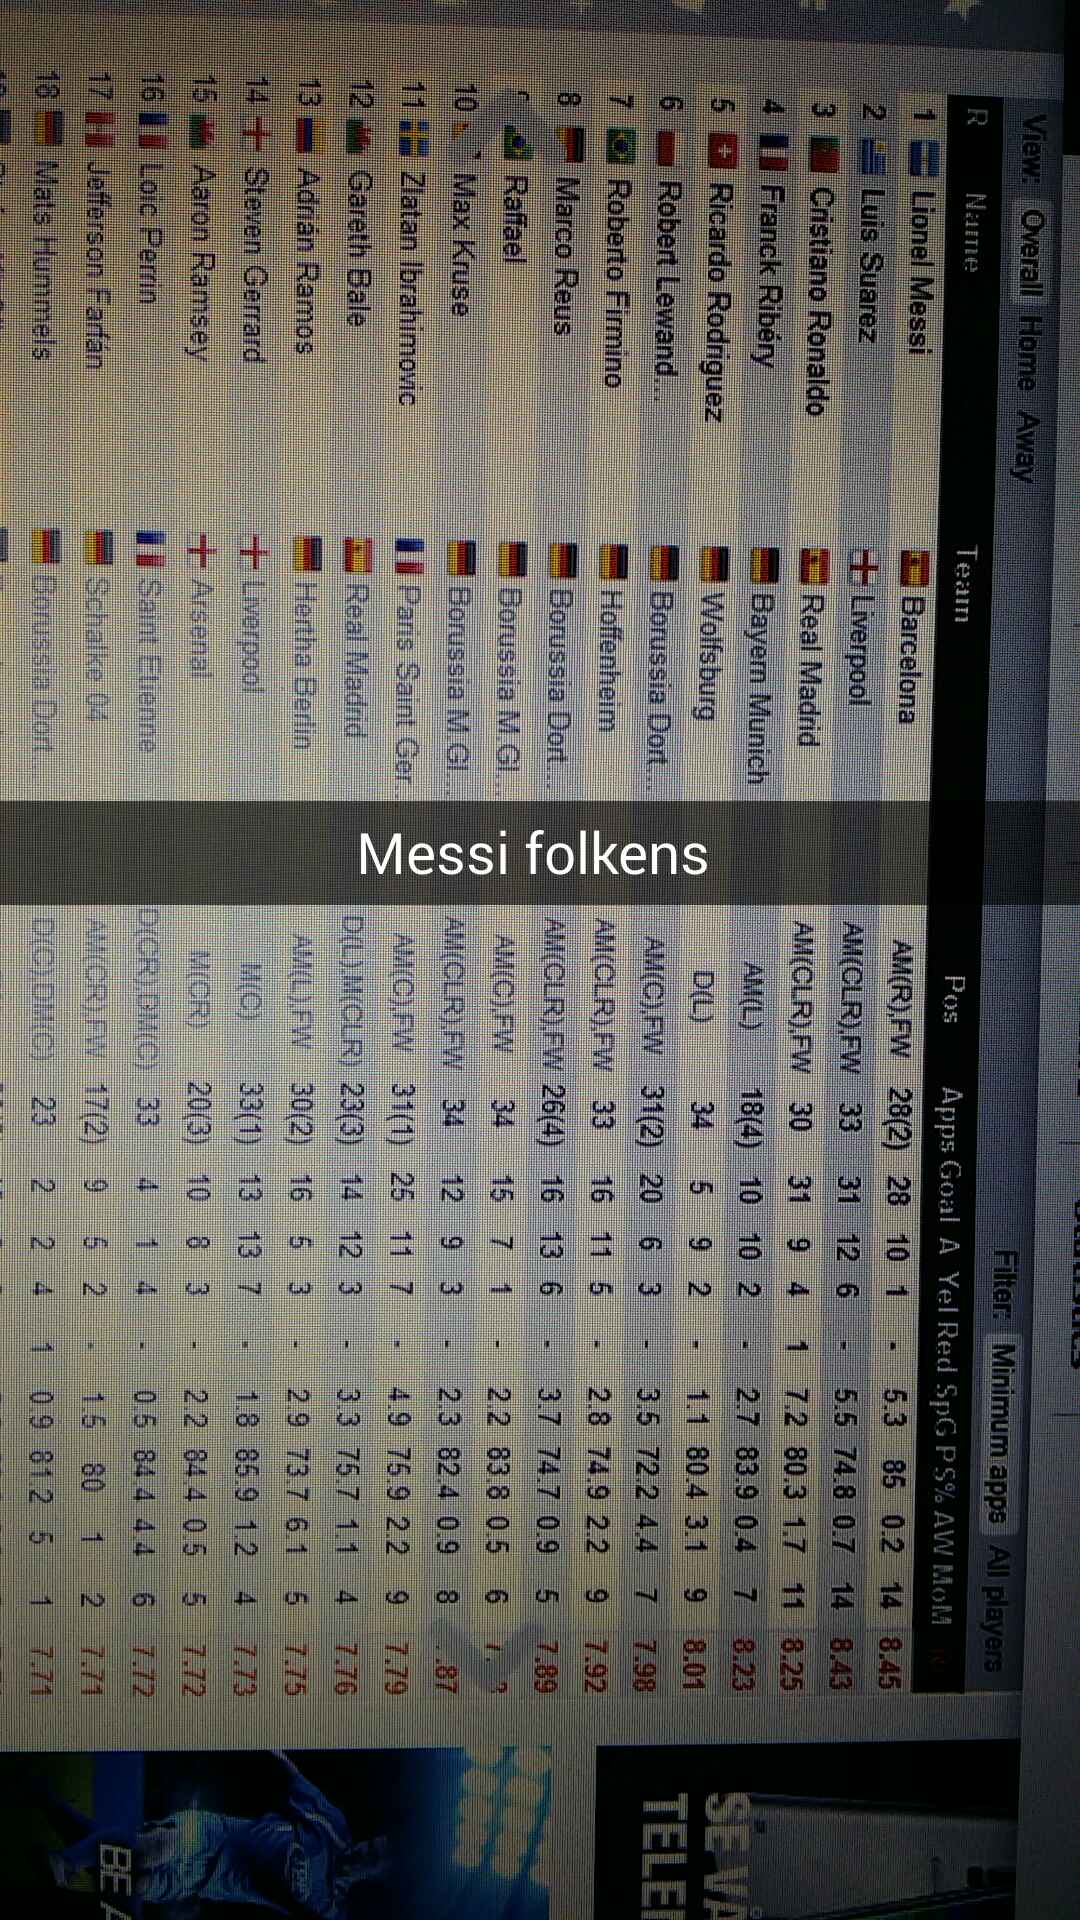 View: Overall Home Away Filter: Minimum apps All players
R Name Team Pos Apps Goal A Yel Red SpG PS% AW MoM
1 Lionel Messi Barcelona AM(R),FW 28(2) 28 10 1 - 5.3 85 0.2 14 8.45
2 Luis Suarez Liverpool AM(CLR),FW 33 31 12 6 - 5.5 74.8 0.7 14 8.43
3 Cristiano Ronaldo Real Madrid AM(CLR),FW 30 31 9 4 1 7.2 80.3 1.7 11 8.25
4 Franck Ribéry Bayern Munich AM(L) 18(4) 10 10 2 - 2.7 83.9 0.4 7 8.23
5 Ricardo Rodriguez Wolfsburg D(L) 34 5 9 2 - 1.1 80.4 3.1 9 8.01
6 Robert Lewand... Borussia Dort... AM(C),FW 31(2) 20 6 3 - 3.5 72.2 4.4 7 7.98
7 Roberto Firmino Hoffenheim AM(CLR),FW 33 16 11 5 - 2.8 74.9 2.2 9 7.92
8 Marco Reus Borussia Dort... AM(CLR),FW 26(4) 16 13 6 - 3.7 74.7 0.9 5 7.89
Raffael Borussia M.Gl... AM(C),FW 34 15 7 1 - 2.2 83.8 0.5 6
10 Max Kruse Borussia M.Gl... AM(CLR),FW 34 12 9 3 - 2.3 82.4 0.9 8 .87
11 Zlatan Ibrahimovic Paris Saint Ger... AM(C),FW 31(1) 25 11 7 - 4.9 75.9 2.2 9 7.79
12 Gareth Bale Real Madrid D(L),M(CLR) 23(3) 14 12 3 - 3.3 75.7 1.1 4 7.76
13 Adrián Ramos Hertha Berlin AM(L),FW 30(2) 16 5 3 - 2.9 73.7 6.1 5 7.75
14 Steven Gerrard Liverpool M(C) 33(1) 13 13 7 - 1.8 85.9 1.2 4 7.73
15 Aaron Ramsey Arsenal M(CR) 20(3) 10 8 3 - 2.2 84.4 0.5 5 7.72
16 Loic Perrin Saint Etienne D(CR),DM(C) 33 4 1 4 - 0.5 84.4 4.4 6 7.72
17 Jefferson Farfán Schalke 04 AM(CR),FW 17(2) 9 5 2 - 1.5 80 1 2 7.71
18 Mats Hummels Borussia Dort... D(C),DM(C) 23 2 2 4 1 0.9 81.2 5 1 7.71
Messi folkens
SE VÅ
TELE
BE A